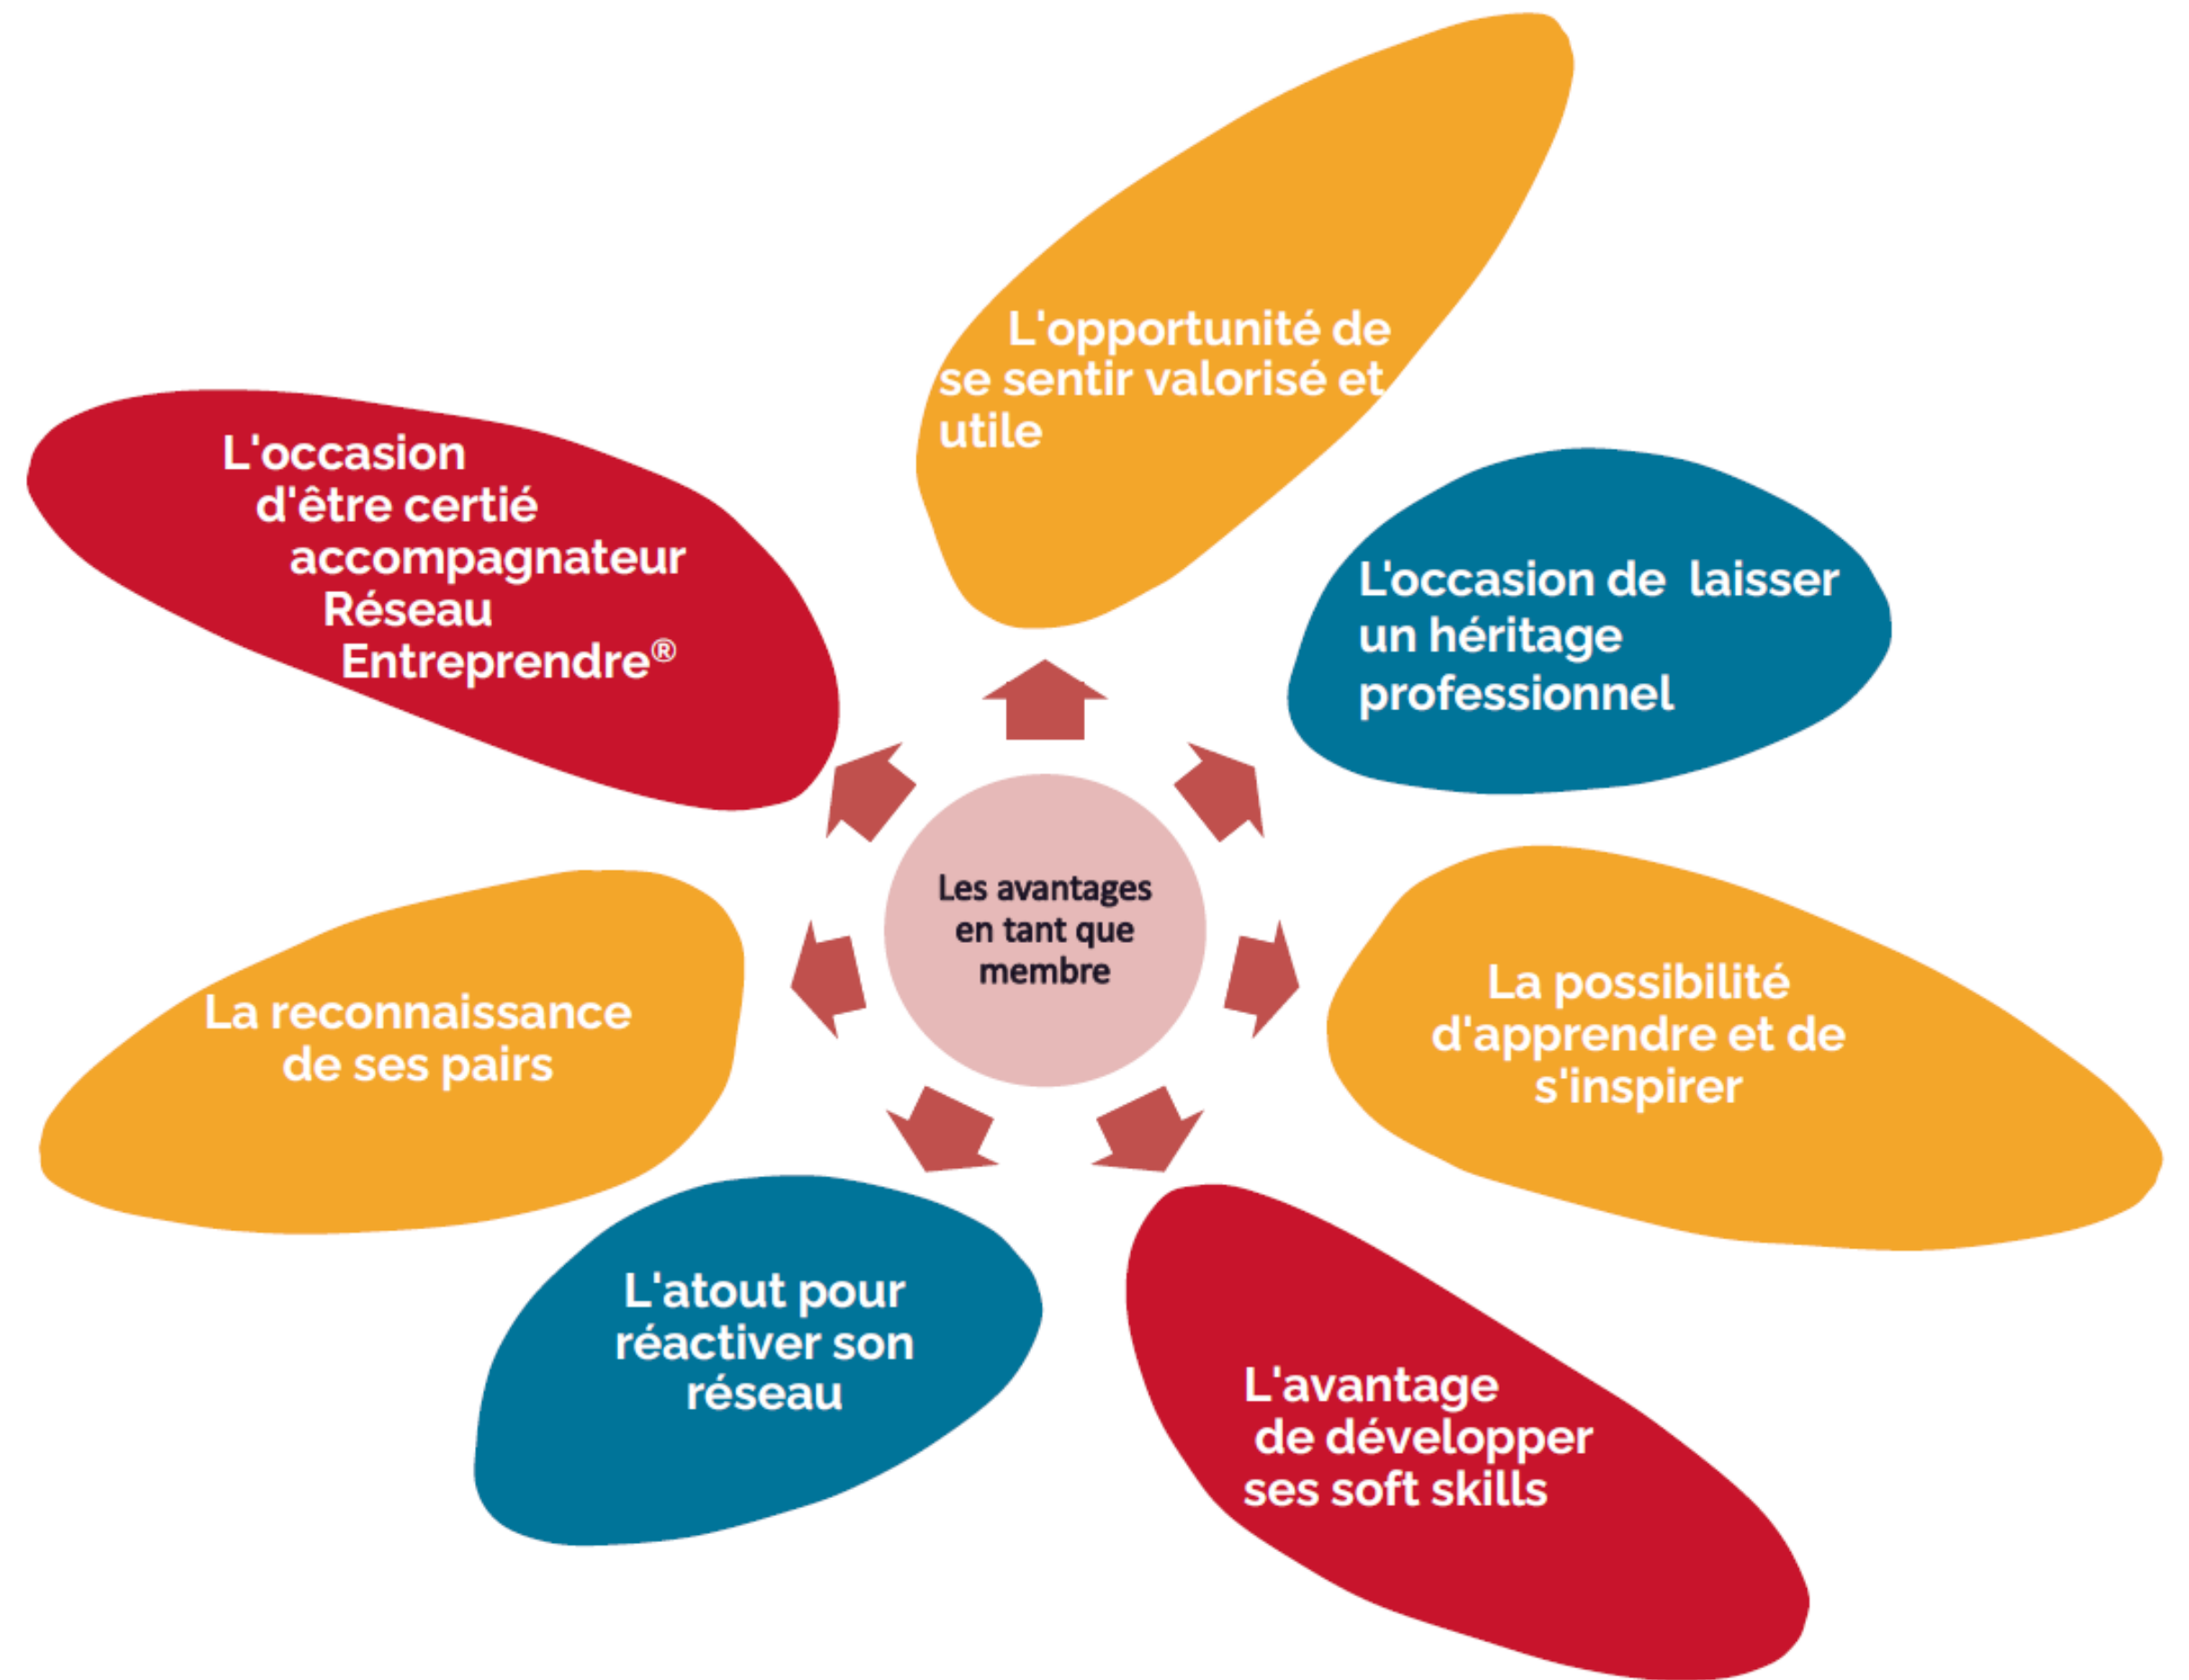 L'opportunité de
se sentir valorisé et
utile
L'occasion de laisser
un héritage
professionnel
La possibilité
d'apprendre et de
s'inspirer
L'avantage
de développer
ses soft skills
L'atout pour
réactiver son
réseau
La reconnaissance
de ses pairs
L'occasion
d'être certié
accompagnateur
Réseau
Entreprendre®
Les avantages
en tant que
membre